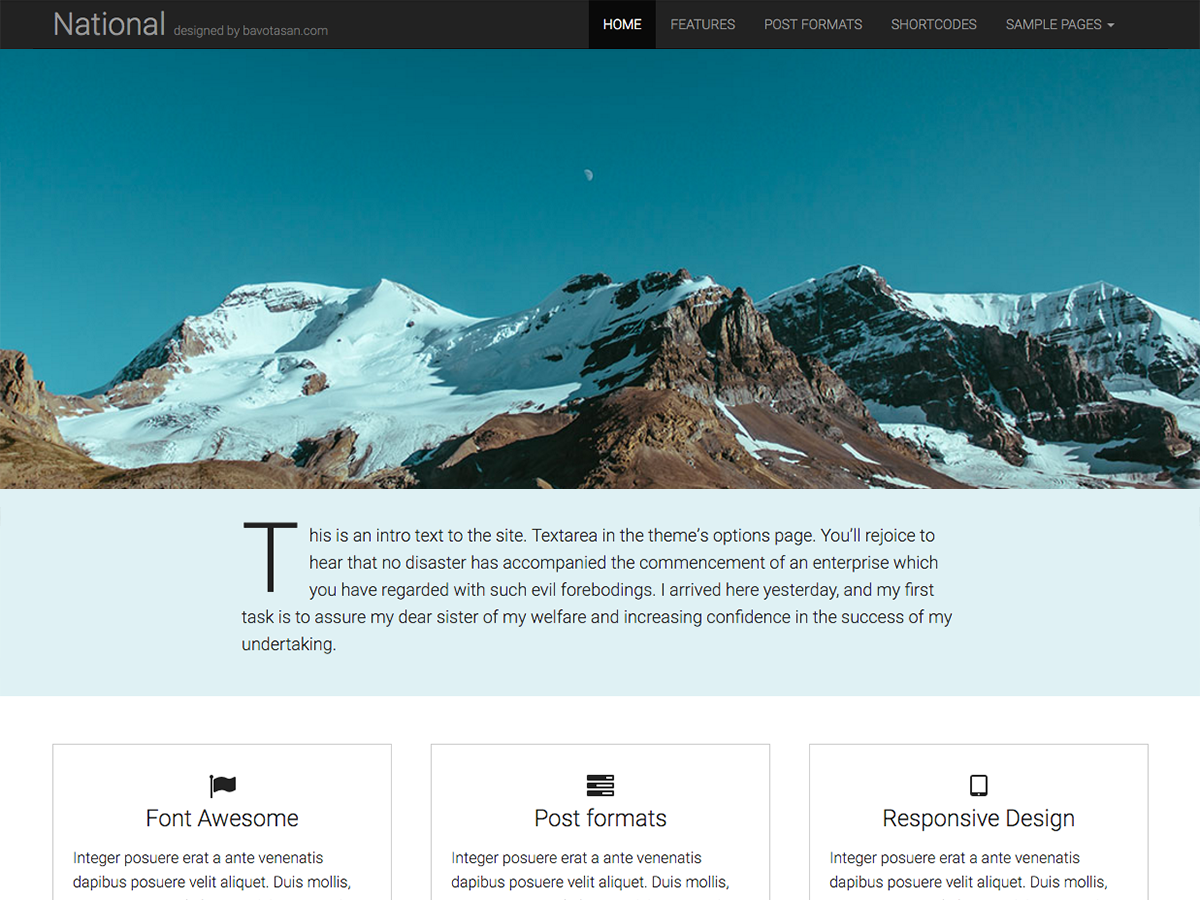 National designed by bavotasan.com HOME FEATURES POST FORMATS SHORTCODES SAMPLE PAGES
This is an intro text to the site. Textarea in the theme's options page. You'll rejoice to
hear that no disaster has accompanied the commencement of an enterprise which
you have regarded with such evil forebodings. I arrived here yesterday, and my first
task is to assure my dear sister of my welfare and increasing confidence in the success of my
undertaking.
Font Awesome
Integer posuere erat a ante venenatis
dapibus posuere velit aliquet. Duis mollis,
Post formats
Integer posuere erat a ante venenatis
dapibus posuere velit aliquet. Duis mollis,
Responsive Design
Integer posuere erat a ante venenatis
dapibus posuere velit aliquet. Duis mollis,